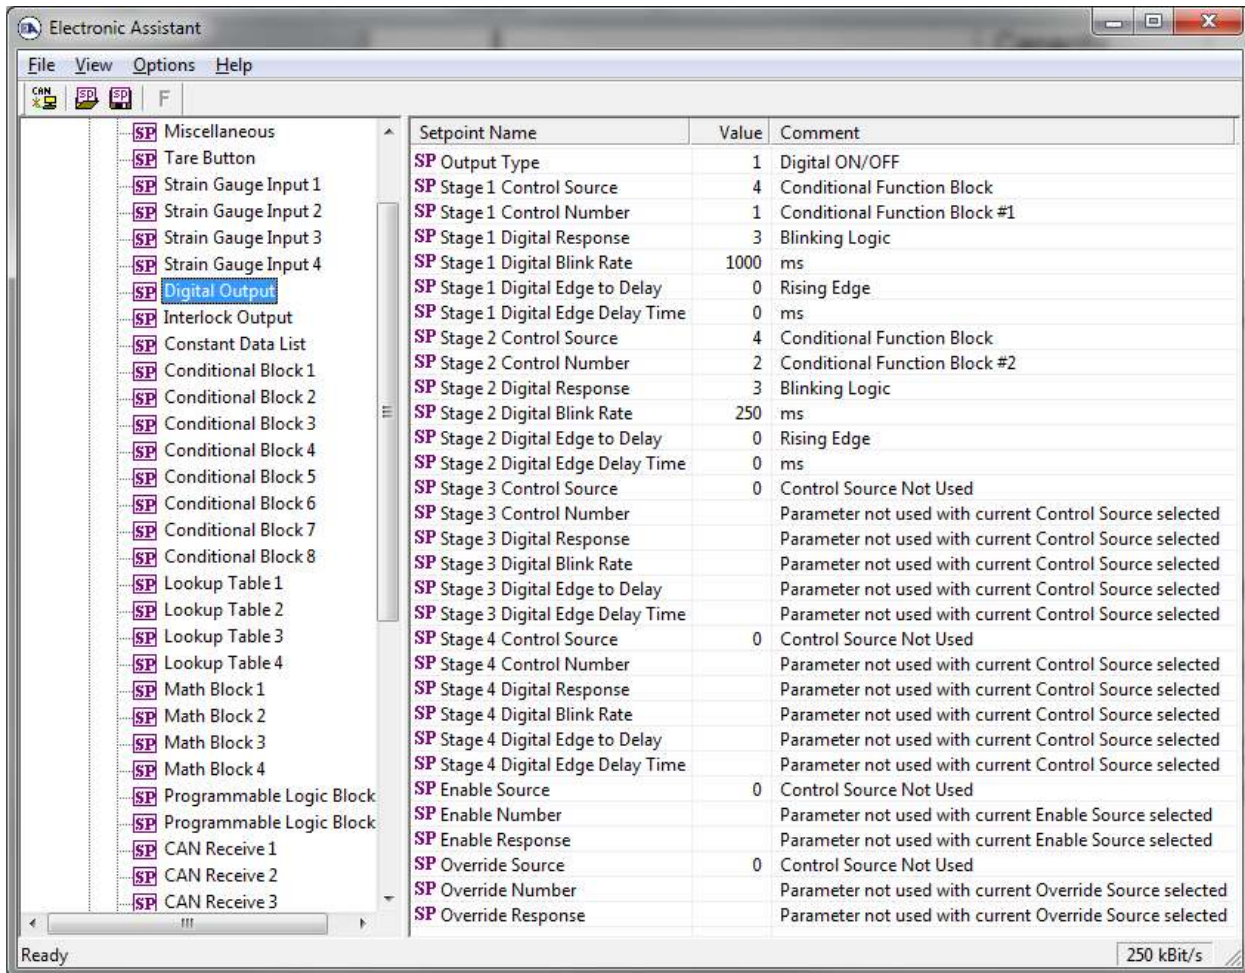 Electronic Assistant
File View Options Help
CAN SP SP F
SP Miscellaneous
SP Tare Button
SP Strain Gauge Input 1
SP Strain Gauge Input 2
SP Strain Gauge Input 3
SP Strain Gauge Input 4
SP Digital Output
SP Interlock Output
SP Constant Data List
SP Conditional Block 1
SP Conditional Block 2
SP Conditional Block 3
SP Conditional Block 4
SP Conditional Block 5
SP Conditional Block 6
SP Conditional Block 7
SP Conditional Block 8
SP Lookup Table 1
SP Lookup Table 2
SP Lookup Table 3
SP Lookup Table 4
SP Math Block 1
SP Math Block 2
SP Math Block 3
SP Math Block 4
SP Programmable Logic Block
SP Programmable Logic Block
SP CAN Receive 1
SP CAN Receive 2
SP CAN Receive 3
Setpoint Name Value Comment
SP Output Type 1 Digital ON/OFF
SP Stage 1 Control Source 4 Conditional Function Block
SP Stage 1 Control Number 1 Conditional Function Block #1
SP Stage 1 Digital Response 3 Blinking Logic
SP Stage 1 Digital Blink Rate 1000 ms
SP Stage 1 Digital Edge to Delay 0 Rising Edge
SP Stage 1 Digital Edge Delay Time 0 ms
SP Stage 2 Control Source 4 Conditional Function Block
SP Stage 2 Control Number 2 Conditional Function Block #2
SP Stage 2 Digital Response 3 Blinking Logic
SP Stage 2 Digital Blink Rate 250 ms
SP Stage 2 Digital Edge to Delay 0 Rising Edge
SP Stage 2 Digital Edge Delay Time 0 ms
SP Stage 3 Control Source 0 Control Source Not Used
SP Stage 3 Control Number Parameter not used with current Control Source selected
SP Stage 3 Digital Response Parameter not used with current Control Source selected
SP Stage 3 Digital Blink Rate Parameter not used with current Control Source selected
SP Stage 3 Digital Edge to Delay Parameter not used with current Control Source selected
SP Stage 3 Digital Edge Delay Time Parameter not used with current Control Source selected
SP Stage 4 Control Source 0 Control Source Not Used
SP Stage 4 Control Number Parameter not used with current Control Source selected
SP Stage 4 Digital Response Parameter not used with current Control Source selected
SP Stage 4 Digital Blink Rate Parameter not used with current Control Source selected
SP Stage 4 Digital Edge to Delay Parameter not used with current Control Source selected
SP Stage 4 Digital Edge Delay Time Parameter not used with current Control Source selected
SP Enable Source 0 Control Source Not Used
SP Enable Number Parameter not used with current Enable Source selected
SP Enable Response Parameter not used with current Enable Source selected
SP Override Source 0 Control Source Not Used
SP Override Number Parameter not used with current Override Source selected
SP Override Response Parameter not used with current Override Source selected
Ready 250 kBit/s